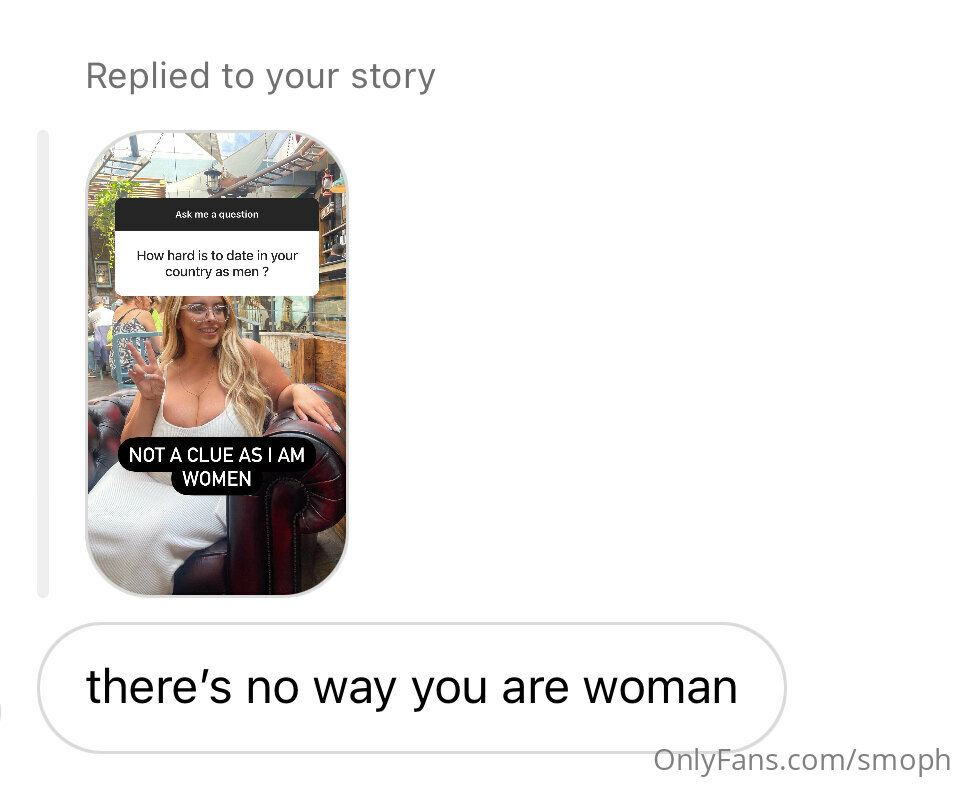 Replied to your story
Ask me a question
How hard is to date in your
country as men ?
NOT A CLUE AS I AM
WOMEN
there’s no way you are woman
OnlyFans.com/smoph